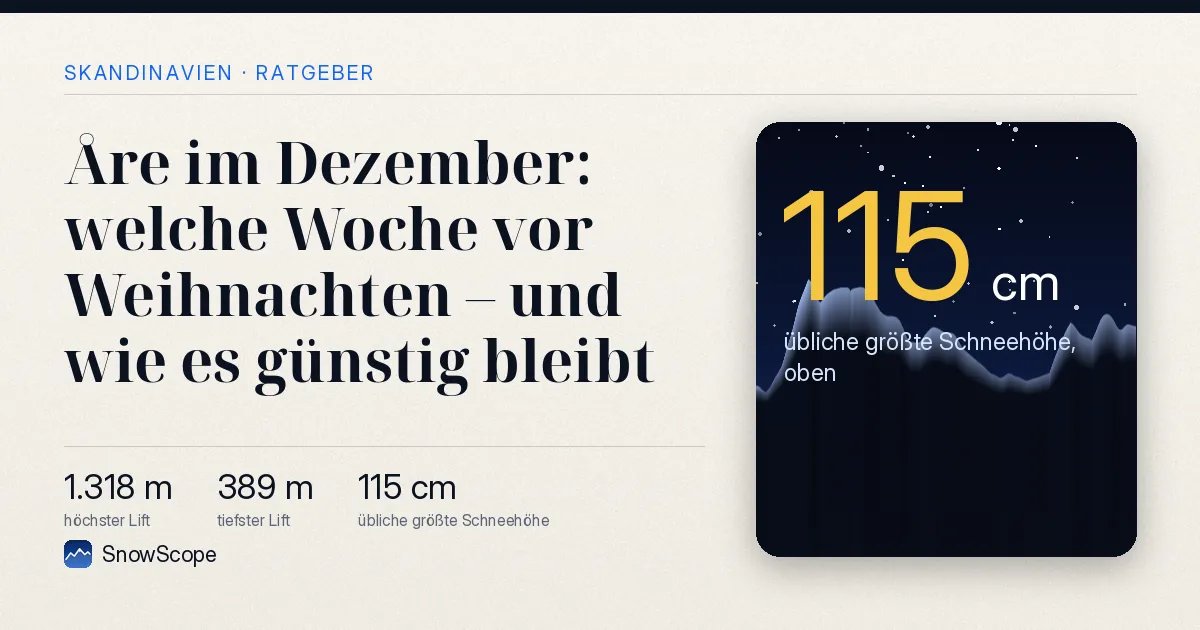 SKANDINAVIEN · RATGEBER
Åre im Dezember:
welche Woche vor
Weihnachten – und
wie es günstig bleibt
1.318 m
389 m
115 cm
höchster Lift
tiefster Lift
übliche größte Schneehöhe
SnowScope
115 cm
übliche größte Schneehöhe,
oben